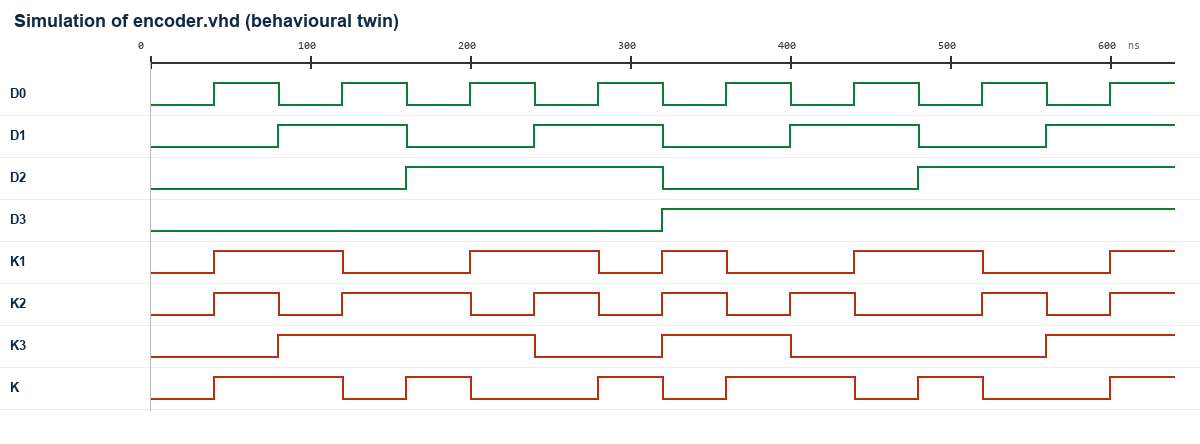 Simulation of encoder.vhd (behavioural twin)
0 100 200 300 400 500 600 ns
D0
D1
D2
D3
K1
K2
K3
K